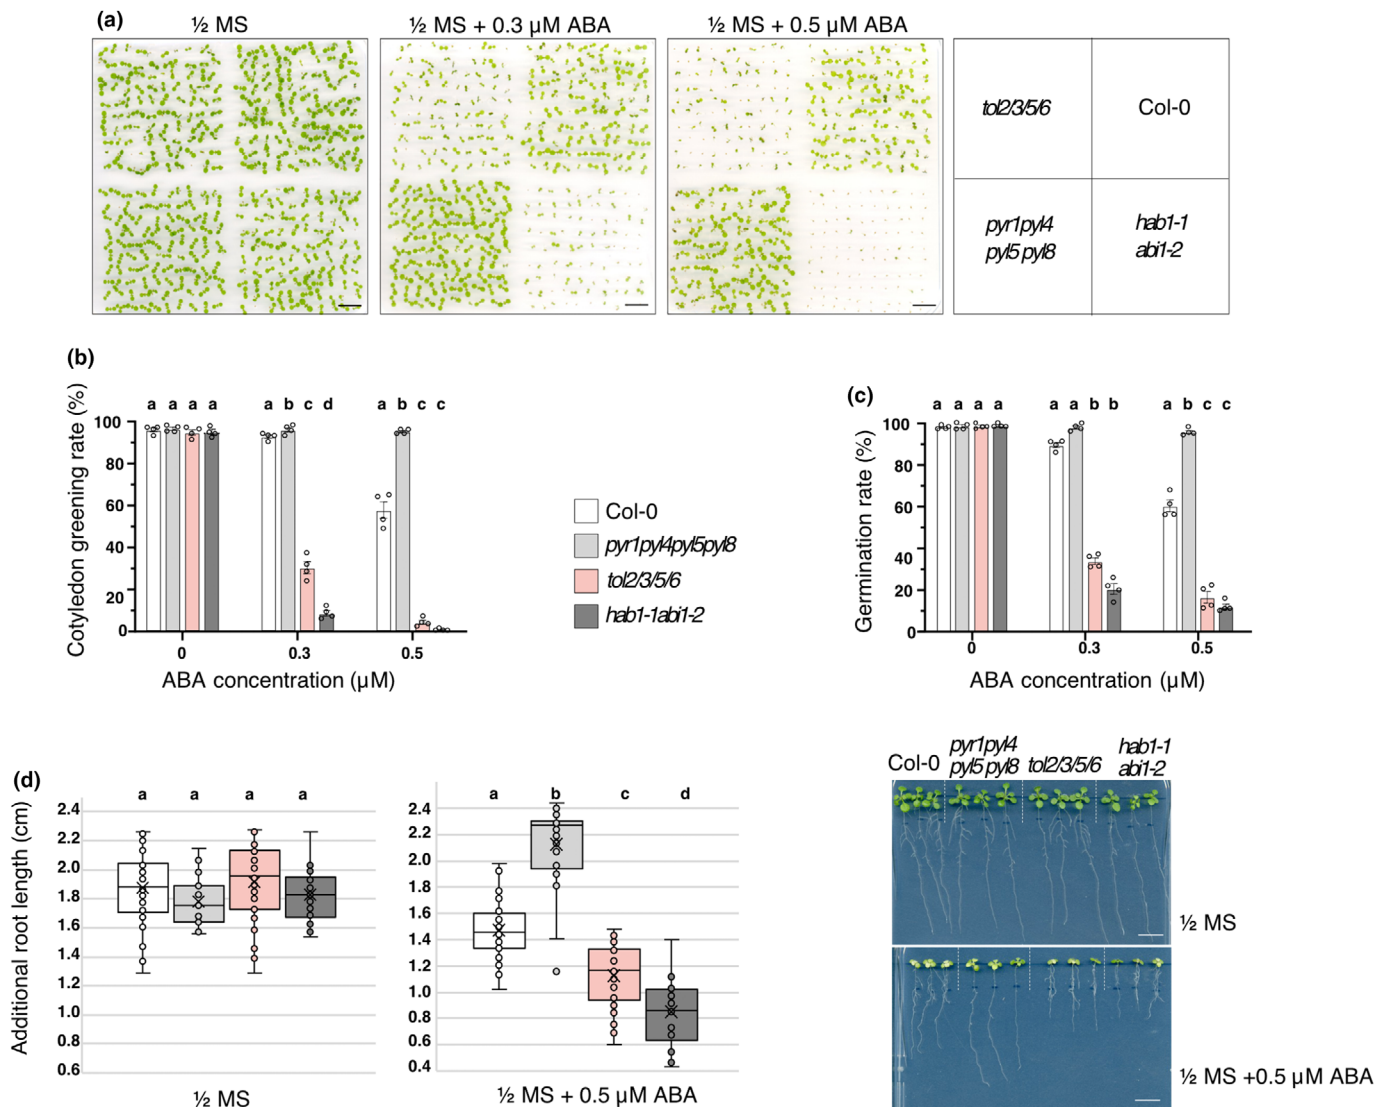 (a)
½ MS
½ MS + 0.3 µM ABA
½ MS + 0.5 µM ABA
tol2/3/5/6
Col-0
pyr1pyl4
pyl5 pyl8
hab1-1
abi1-2
(b)
Cotyledon greening rate (%)
a a a a
a b c d
a b c c
100
80
60
40
20
0
0
0.3
0.5
ABA concentration (µM)
Col-0
pyr1pyl4pyl5pyl8
tol2/3/5/6
hab1-1abi1-2
(c)
Germination rate (%)
a a a a
a a b b
a b c c
100
80
60
40
20
0
0
0.3
0.5
ABA concentration (µM)
(d)
Additional root length (cm)
a a a a
2.4
2.2
2.0
1.8
1.6
1.4
1.2
1.0
0.8
0.6
½ MS
a b c d
2.4
2.2
2.0
1.8
1.6
1.4
1.2
1.0
0.8
0.6
0.4
½ MS + 0.5 µM ABA
Col-0
pyr1pyl4
pyl5 pyl8
tol2/3/5/6
hab1-1
abi1-2
½ MS
½ MS +0.5 µM ABA